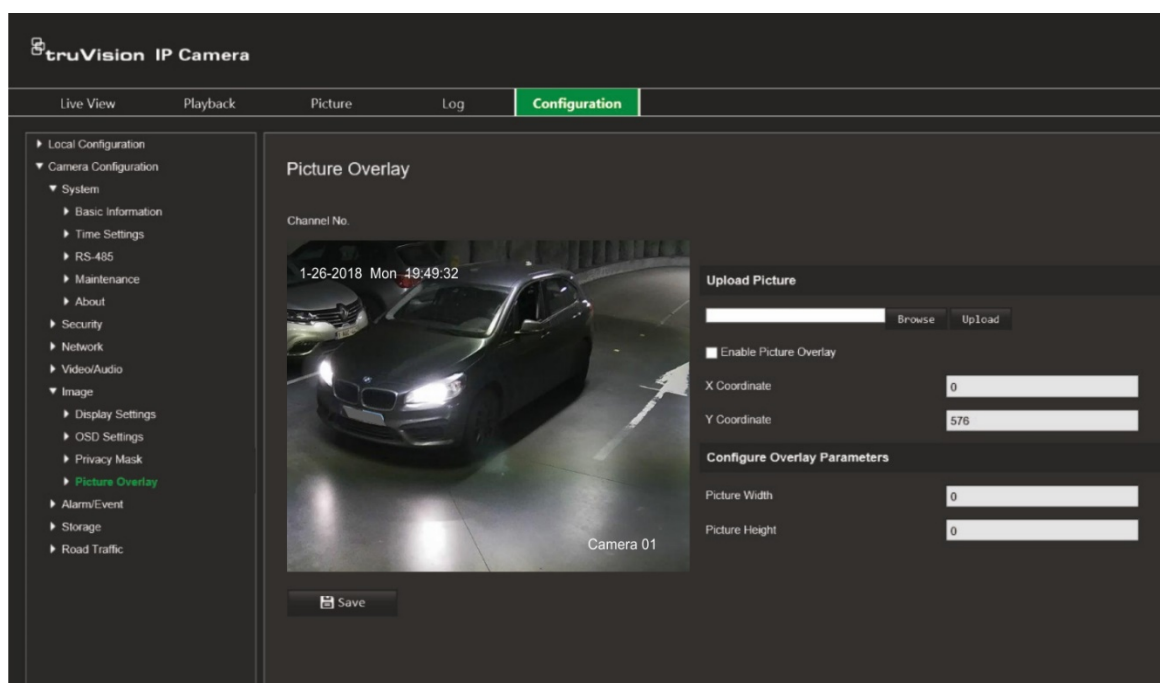 truVision IP Camera
Live View Playback Picture Log Configuration
Local Configuration
Camera Configuration
System
Basic Information
Time Settings
RS-485
Maintenance
About
Security
Network
Video/Audio
Image
Display Settings
OSD Settings
Privacy Mask
Picture Overlay
Alarm/Event
Storage
Road Traffic
Picture Overlay
Channel No.
1-26-2018 Mon 19:49:32
Camera 01
Save
Upload Picture
Browse Upload
Enable Picture Overlay
X Coordinate 0
Y Coordinate 576
Configure Overlay Parameters
Picture Width 0
Picture Height 0